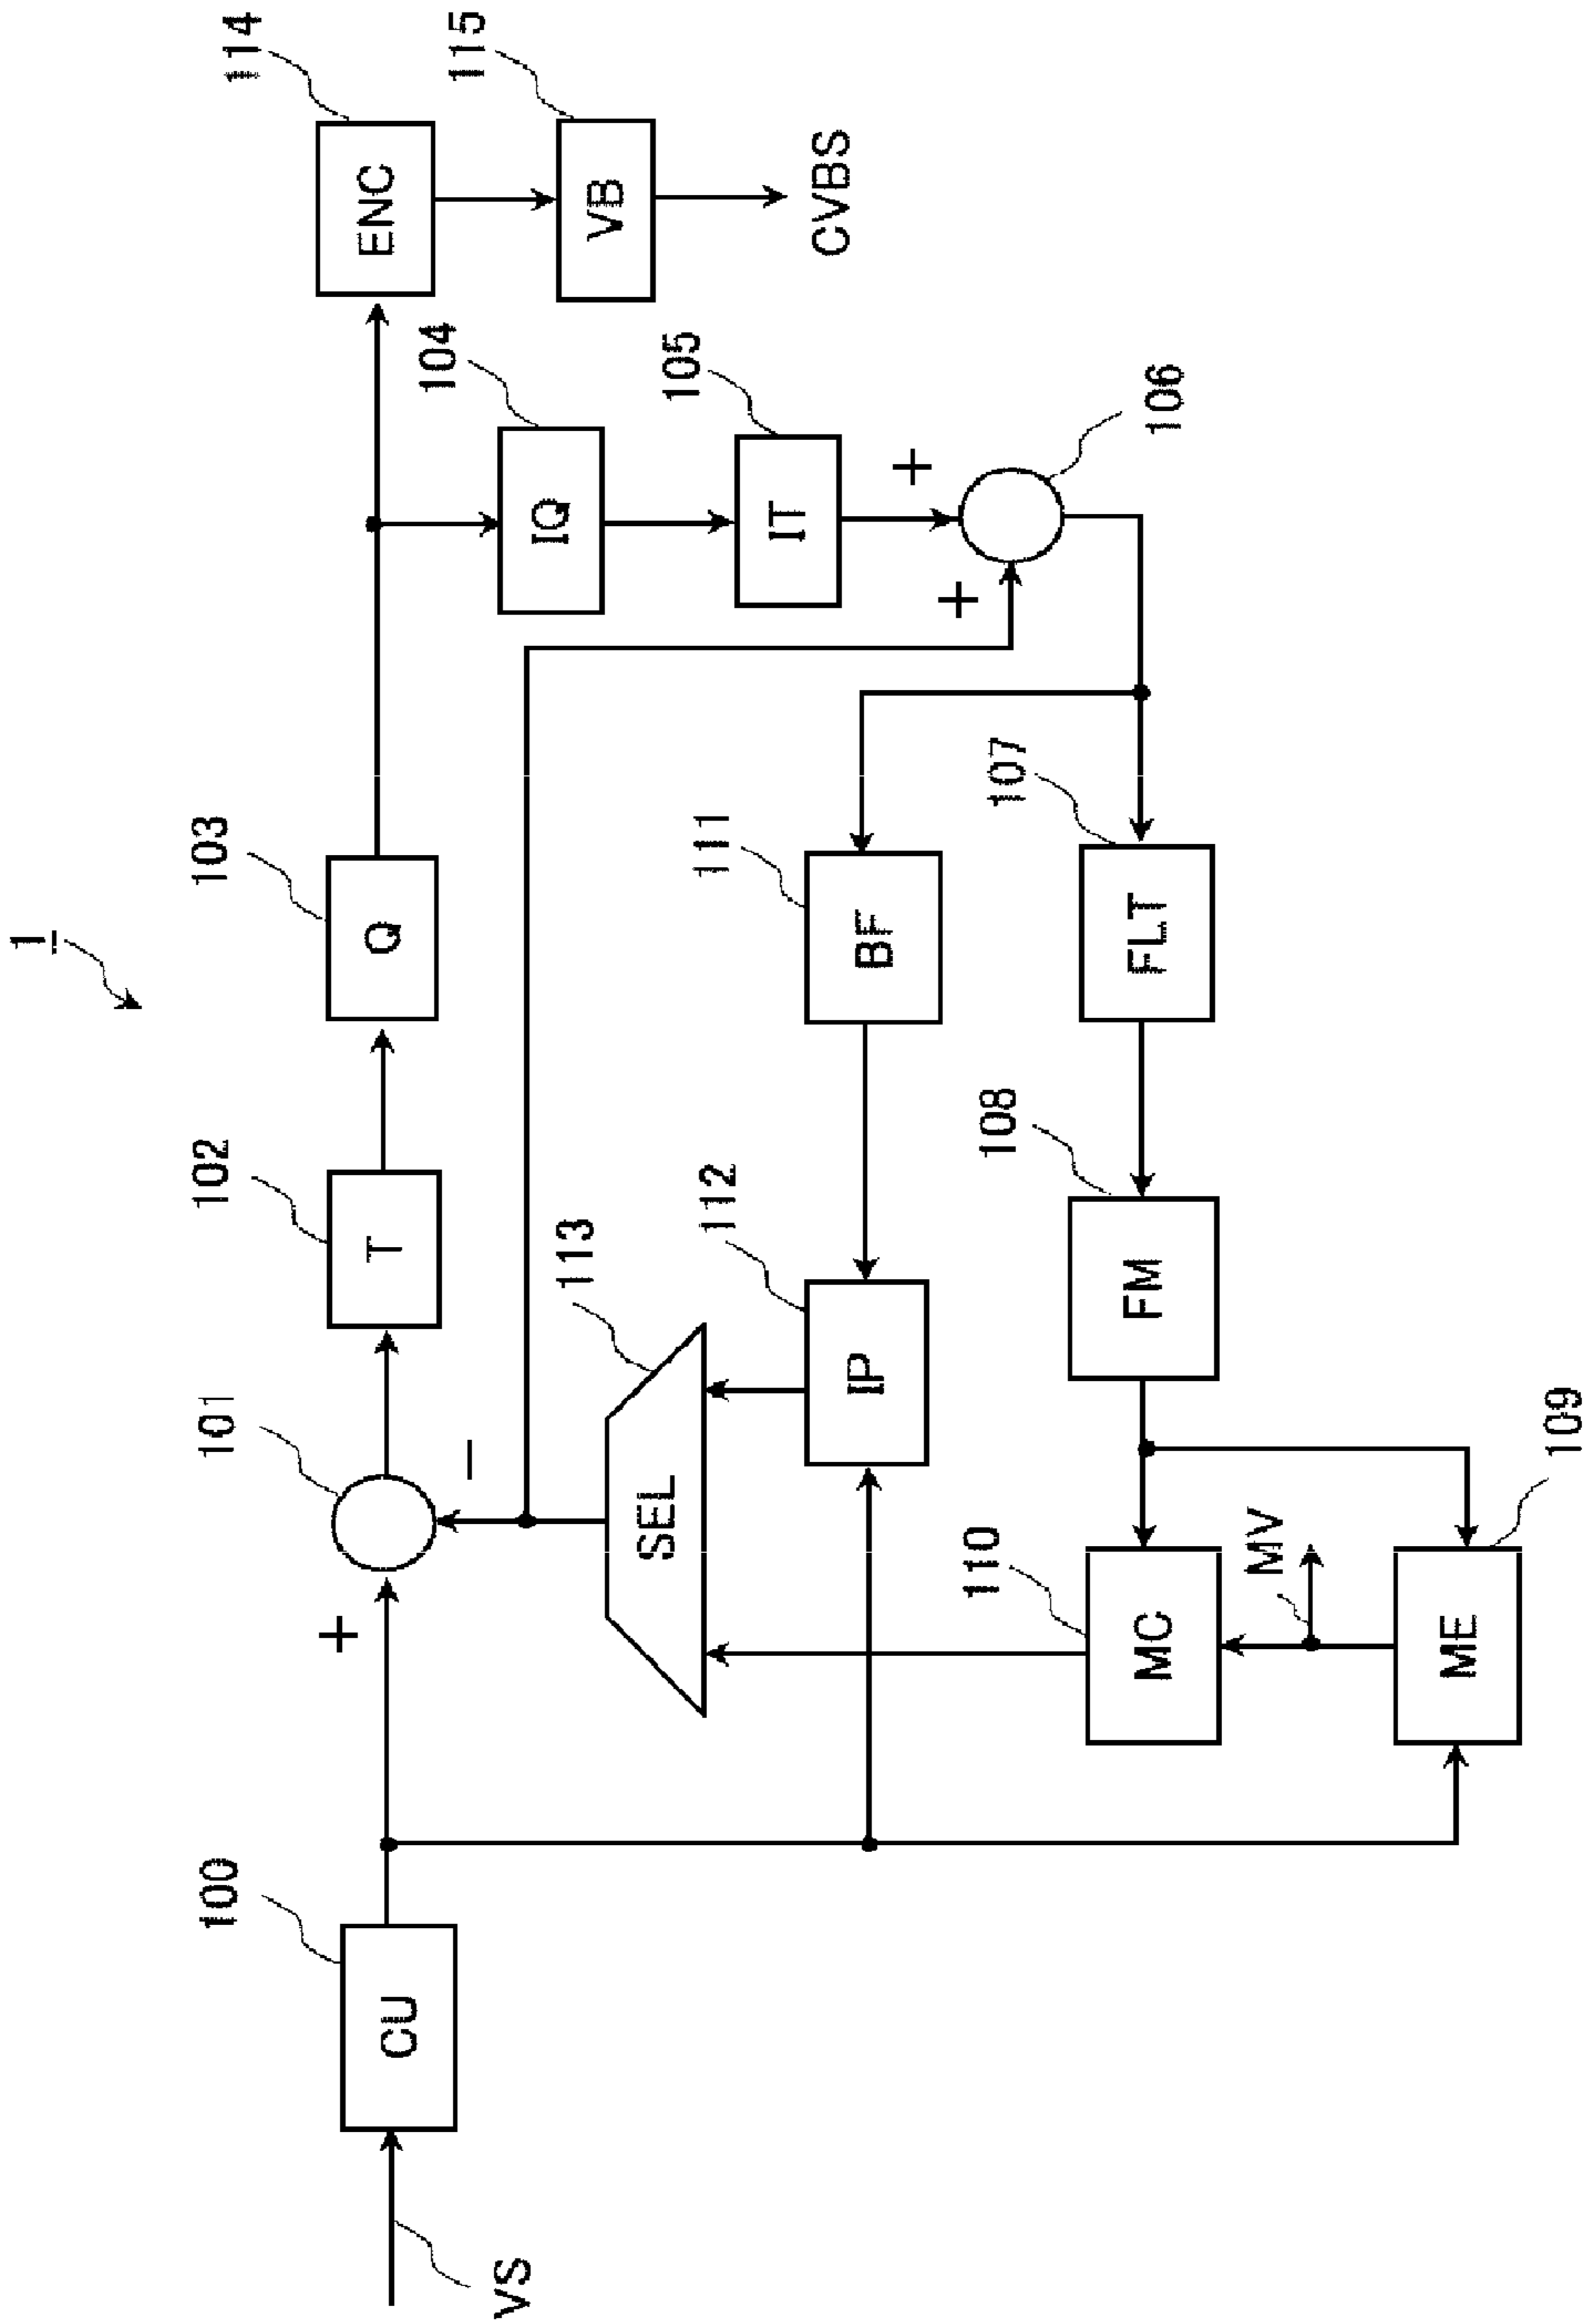 1
VS
CU
100
+
101
−
T
102
Q
103
ENC
114
VB
115
CVBS
IQ
104
IT
105
+
+
106
SEL
113
IP
112
BF
111
FLT
107
FM
108
MC
110
MV
ME
109